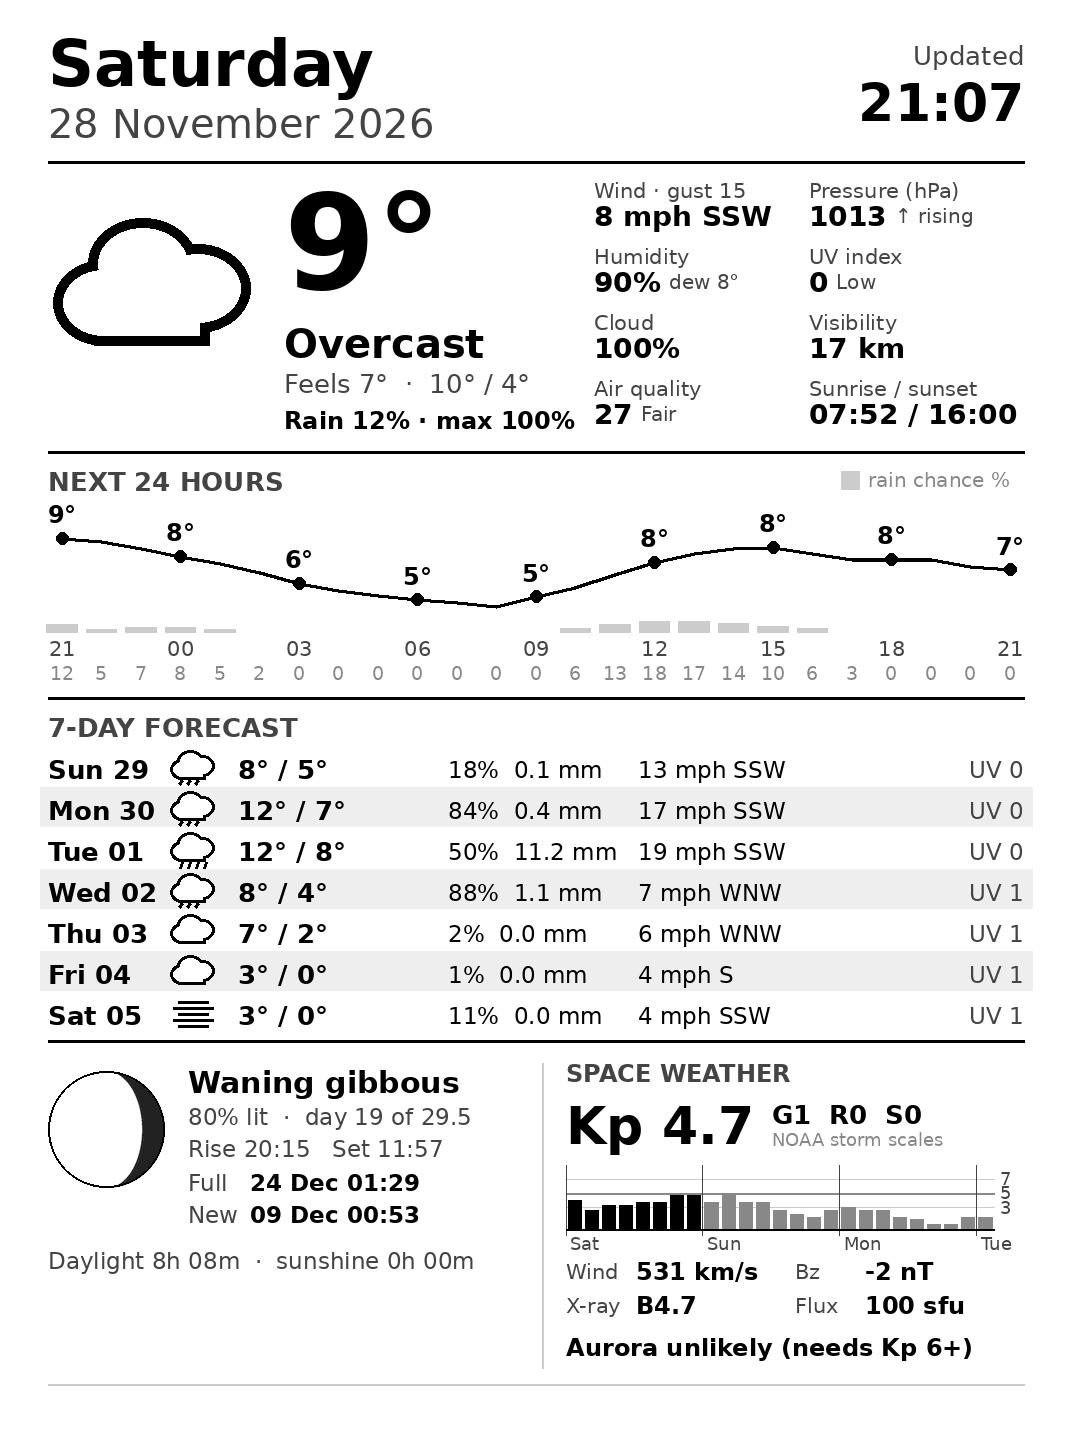 Saturday
28 November 2026
Updated
21:07
9°
Overcast
Feels 7° · 10° / 4°
Rain 12% · max 100%
Wind · gust 15
8 mph SSW
Pressure (hPa)
1013 ↑ rising
Humidity
90% dew 8°
UV index
0 Low
Cloud
100%
Visibility
17 km
Air quality
27 Fair
Sunrise / sunset
07:52 / 16:00
NEXT 24 HOURS
rain chance %
9° 8° 6° 5° 5° 8° 8° 8° 7°
21 00 03 06 09 12 15 18 21
12 5 7 8 5 2 0 0 0 0 0 0 0 6 13 18 17 14 10 6 3 0 0 0 0
7-DAY FORECAST
Sun 29 8° / 5° 18% 0.1 mm 13 mph SSW UV 0
Mon 30 12° / 7° 84% 0.4 mm 17 mph SSW UV 0
Tue 01 12° / 8° 50% 11.2 mm 19 mph SSW UV 0
Wed 02 8° / 4° 88% 1.1 mm 7 mph WNW UV 1
Thu 03 7° / 2° 2% 0.0 mm 6 mph WNW UV 1
Fri 04 3° / 0° 1% 0.0 mm 4 mph S UV 1
Sat 05 3° / 0° 11% 0.0 mm 4 mph SSW UV 1
Waning gibbous
80% lit · day 19 of 29.5
Rise 20:15 Set 11:57
Full 24 Dec 01:29
New 09 Dec 00:53
Daylight 8h 08m · sunshine 0h 00m
SPACE WEATHER
Kp 4.7 G1 R0 S0
NOAA storm scales
7
5
3
Sat Sun Mon Tue
Wind 531 km/s Bz -2 nT
X-ray B4.7 Flux 100 sfu
Aurora unlikely (needs Kp 6+)